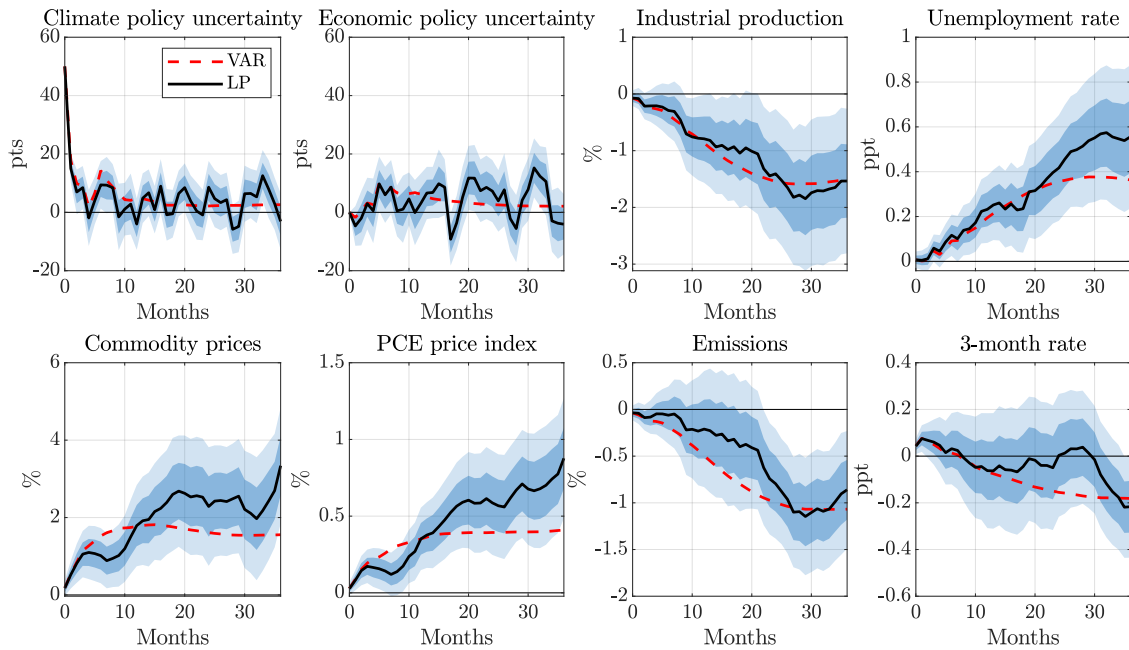 Climate policy uncertainty
60
40
20
0
-20
pts
0 10 20 30
Months
VAR
LP
Economic policy uncertainty
60
40
20
0
-20
pts
0 10 20 30
Months
Industrial production
1
0
-1
-2
-3
%
0 10 20 30
Months
Unemployment rate
1
0.8
0.6
0.4
0.2
0
ppt
0 10 20 30
Months
Commodity prices
6
4
2
0
%
0 10 20 30
Months
PCE price index
1.5
1
0.5
0
%
0 10 20 30
Months
Emissions
0.5
0
-0.5
-1
-1.5
-2
%
0 10 20 30
Months
3-month rate
0.4
0.2
0
-0.2
-0.4
-0.6
ppt
0 10 20 30
Months